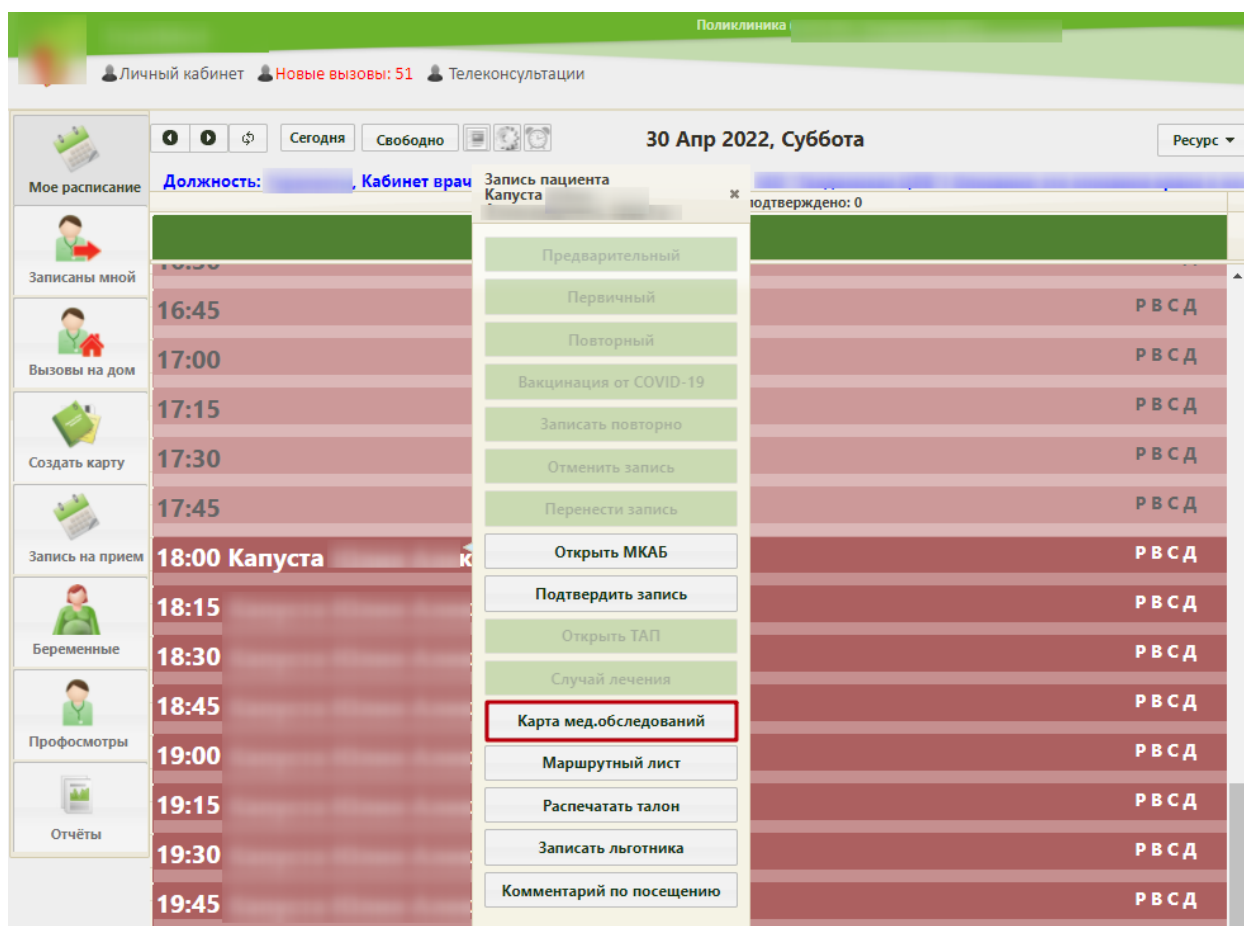 Поликлиника
Личный кабинет Новые вызовы: 51 Телеконсультации
Сегодня Свободно 30 Апр 2022, Суббота Ресурс
Мое расписание
Должность: , Кабинет врач
Запись пациента
Капуста
подтверждено: 0
Предварительный
Записаны мной
Первичный
16:45 Р В С Д
Повторный
17:00 Р В С Д
Вызовы на дом
Вакцинация от COVID-19
17:15 Р В С Д
Записать повторно
Создать карту
17:30 Отменить запись Р В С Д
17:45 Перенести запись Р В С Д
Запись на прием
18:00 Капуста Открыть МКАБ Р В С Д
18:15 Подтвердить запись Р В С Д
Беременные
Открыть ТАП
18:30 Р В С Д
Случай лечения
18:45 Карта мед.обследований Р В С Д
Профосмотры
19:00 Маршрутный лист Р В С Д
19:15 Распечатать талон Р В С Д
Отчёты
19:30 Записать льготника Р В С Д
19:45 Комментарий по посещению Р В С Д